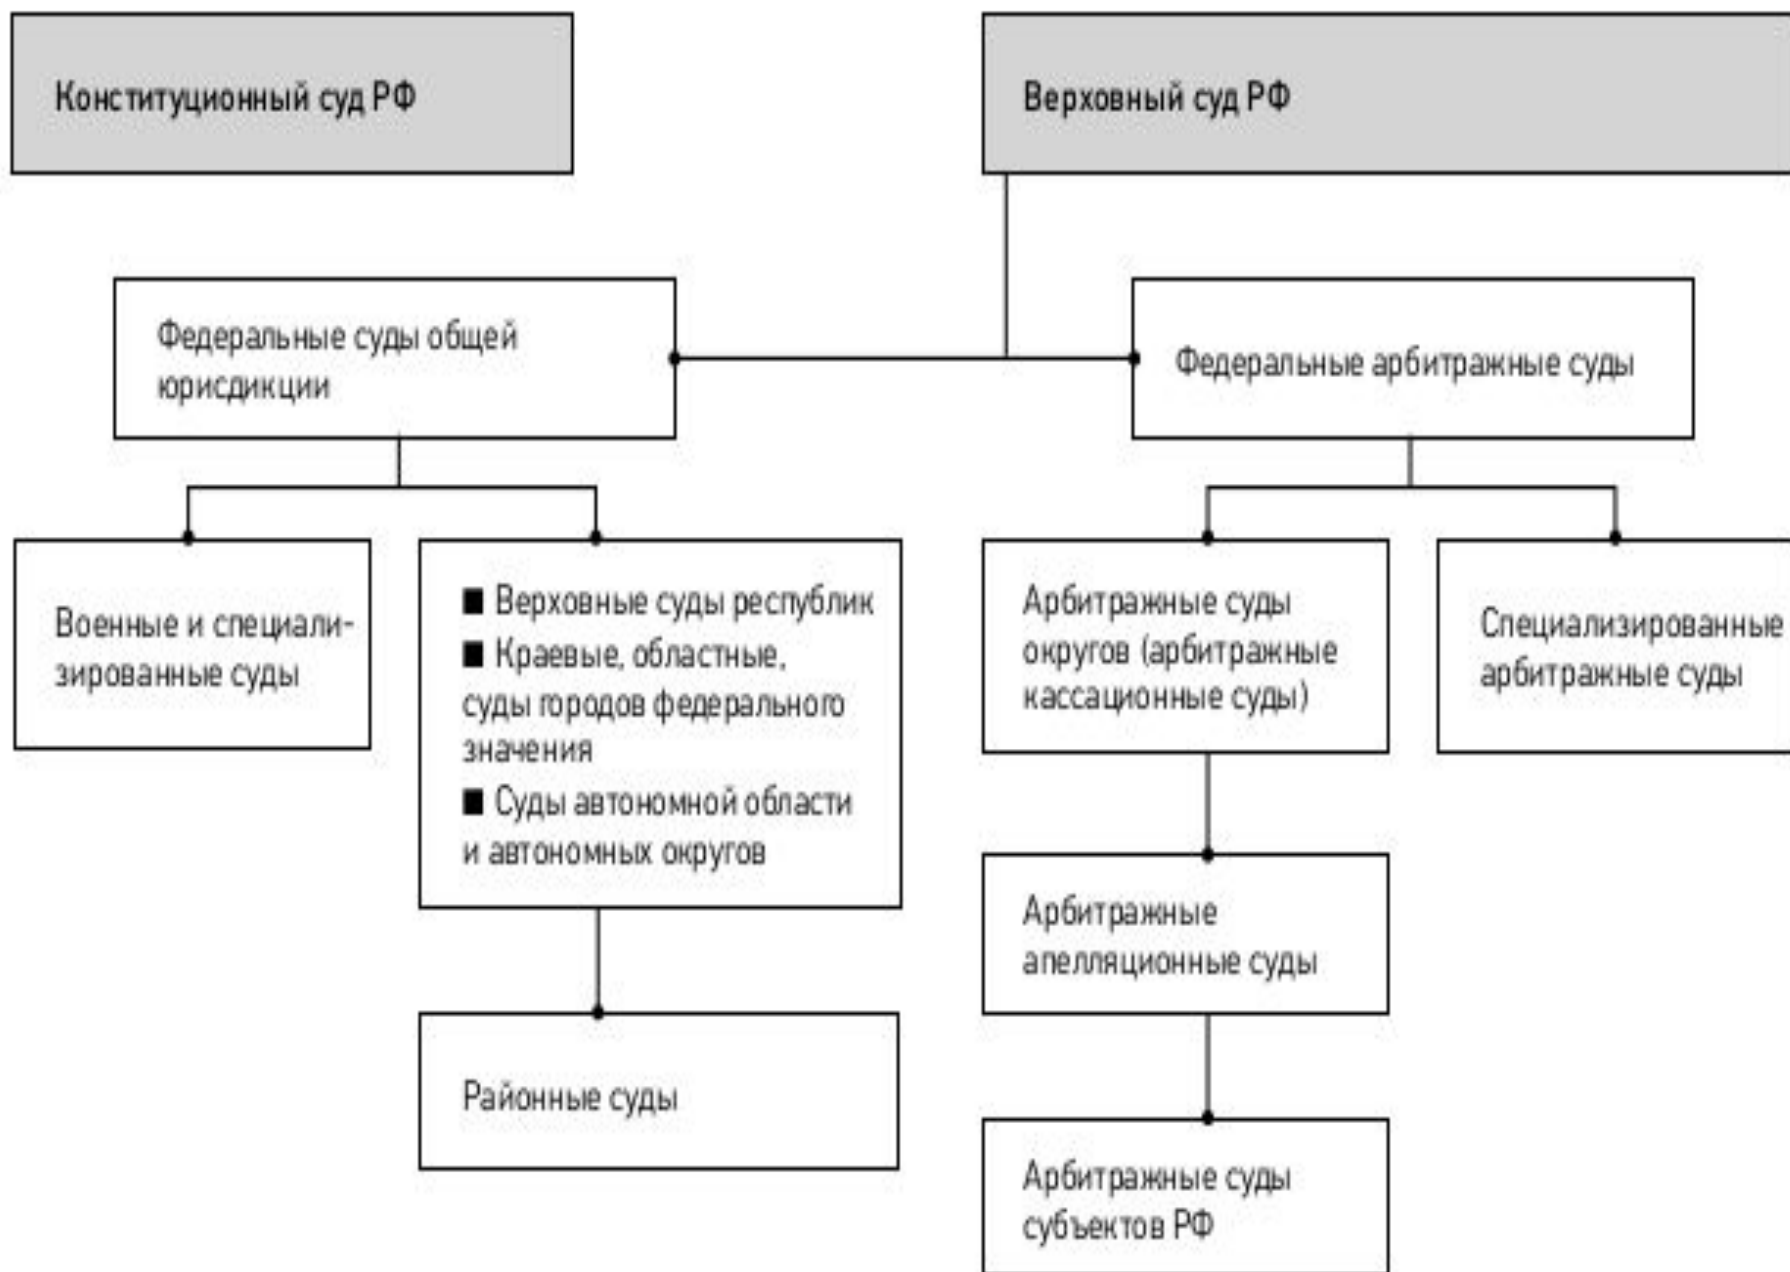 Конституционный суд РФ
Верховный суд РФ
Федеральные суды общей
юрисдикции
Федеральные арбитражные суды
Военные и специали-
зированные суды
■ Верховные суды республик
■ Краевые, областные,
суды городов федерального
значения
■ Суды автономной области
и автономных округов
Арбитражные суды
округов (арбитражные
кассационные суды)
Специализированные
арбитражные суды
Арбитражные
апелляционные суды
Районные суды
Арбитражные суды
субъектов РФ